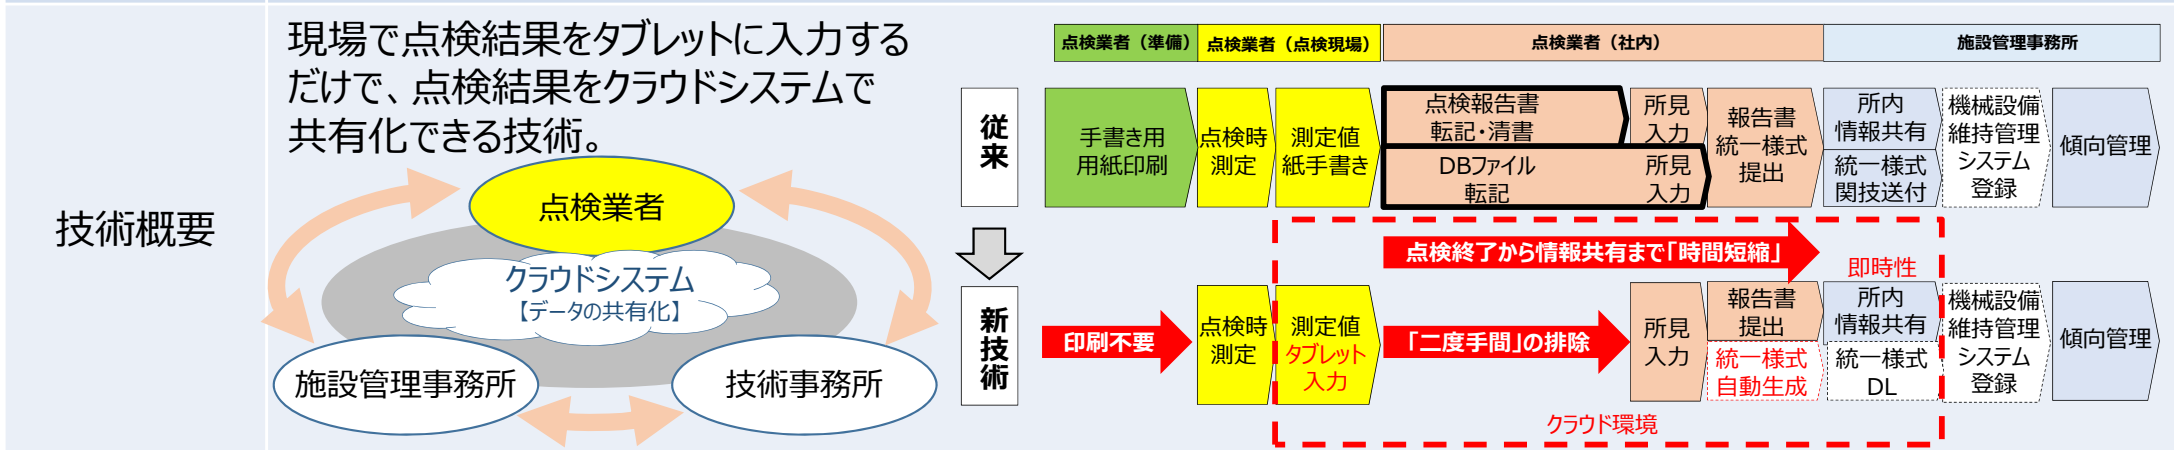 技術概要
現場で点検結果をタブレットに入力する
だけで、点検結果をクラウドシステムで
共有化できる技術。
点検業者
クラウドシステム
【データの共有化】
施設管理事務所
技術事務所
点検業者（準備）
点検業者（点検現場）
点検業者（社内）
施設管理事務所
従来
手書き用
用紙印刷
点検時
測定
測定値
紙手書き
点検報告書
転記・清書
所見
入力
DBファイル
転記
所見
入力
報告書
統一様式
提出
所内
情報共有
統一様式
関技送付
機械設備
維持管理
システム
登録
傾向管理
点検終了から情報共有まで「時間短縮」
即時性
新技術
印刷不要
点検時
測定
測定値
タブレット
入力
「二度手間」の排除
所見
入力
報告書
提出
統一様式
自動生成
所内
情報共有
統一様式
DL
機械設備
維持管理
システム
登録
傾向管理
クラウド環境